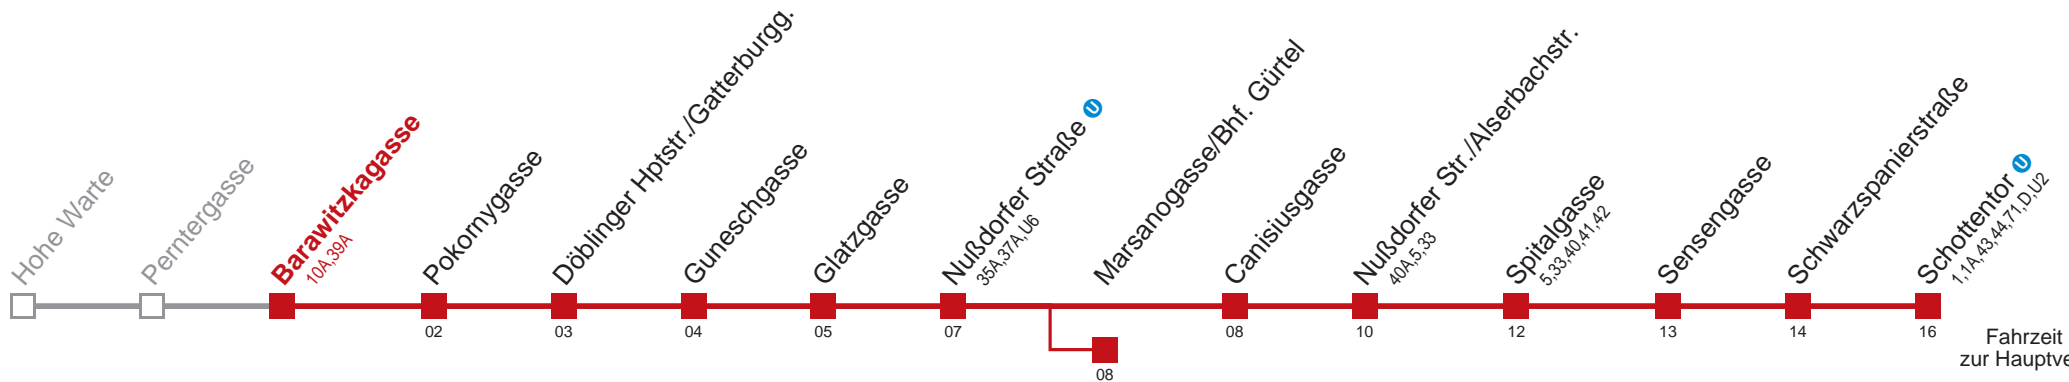 Hohe Warte
Perntergasse
Barawitzkagasse
10A,39A
Pokornygasse
02
Döblinger Hptstr./Gatterburgg.
03
Guneschgasse
04
Glatzgasse
05
Nußdorfer Straße U
35A,37A,U6
07
Marsanogasse/Bhf. Gürtel
08
Canisiusgasse
08
Nußdorfer Str./Alserbachstr.
40A,5,33
10
Spitalgasse
5,33,40,41,42
12
Sensengasse
13
Schwarzspanierstraße
14
Schottentor U
1,1A,43,44,71,D,U2
16
Fahrzeit
zur Hauptve